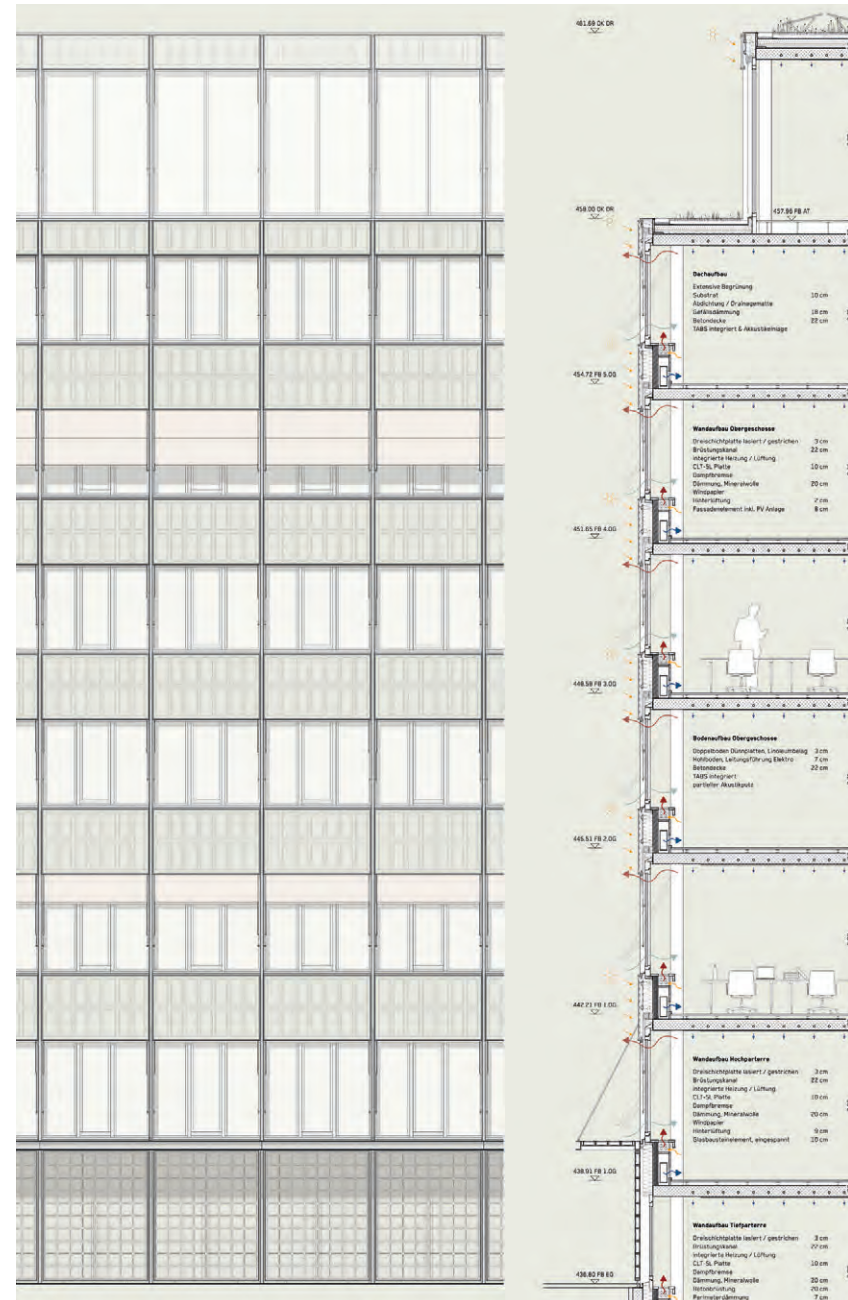 461.69 OK DR
458.00 OK DR
457.96 FB AT
Dachaufbau
Extensive Begrünung
Substrat 10 cm
Abdichtung / Drainagematte
Gefälldämmung 18 cm
Betondecke 22 cm
TABS integriert & Akkustikeinlage
454.72 FB 5.OG
Wandaufbau Obergeschosse
Dreischichtplatte lasiert / gestrichen 3 cm
Brüstungskanal 22 cm
integrierte Heizung / Lüftung
CLT-SL Platte 10 cm
Dampfbremse
Dämmung, Mineralwolle 20 cm
Windpapier
Hinterlüftung 7 cm
Fassadenelement inkl. PV Anlage 8 cm
451.65 FB 4.OG
448.58 FB 3.OG
Bodenaufbau Obergeschosse
Doppelboden Dünnplatten, Linoleumbelag 3 cm
Hohlboden, Leitungsführung Elektro 7 cm
Betondecke 22 cm
TABS integriert
partieller Akustikputz
445.51 FB 2.OG
442.21 FB 1.OG
Wandaufbau Hochparterre
Dreischichtplatte lasiert / gestrichen 3 cm
Brüstungskanal 22 cm
integrierte Heizung / Lüftung
CLT-SL Platte 10 cm
Dampfbremse
Dämmung, Mineralwolle 20 cm
Windpapier
Hinterlüftung 9 cm
Glasbausteinelement, eingespannt 10 cm
438.91 FB 1.OG
Wandaufbau Tiefparterre
Dreischichtplatte lasiert / gestrichen 3 cm
Brüstungskanal 22 cm
integrierte Heizung / Lüftung
CLT-SL Platte 10 cm
Dampfbremse
Dämmung, Mineralwolle 20 cm
Betonbrüstung 20 cm
Perimeterdämmung 7 cm
436.80 FB EG